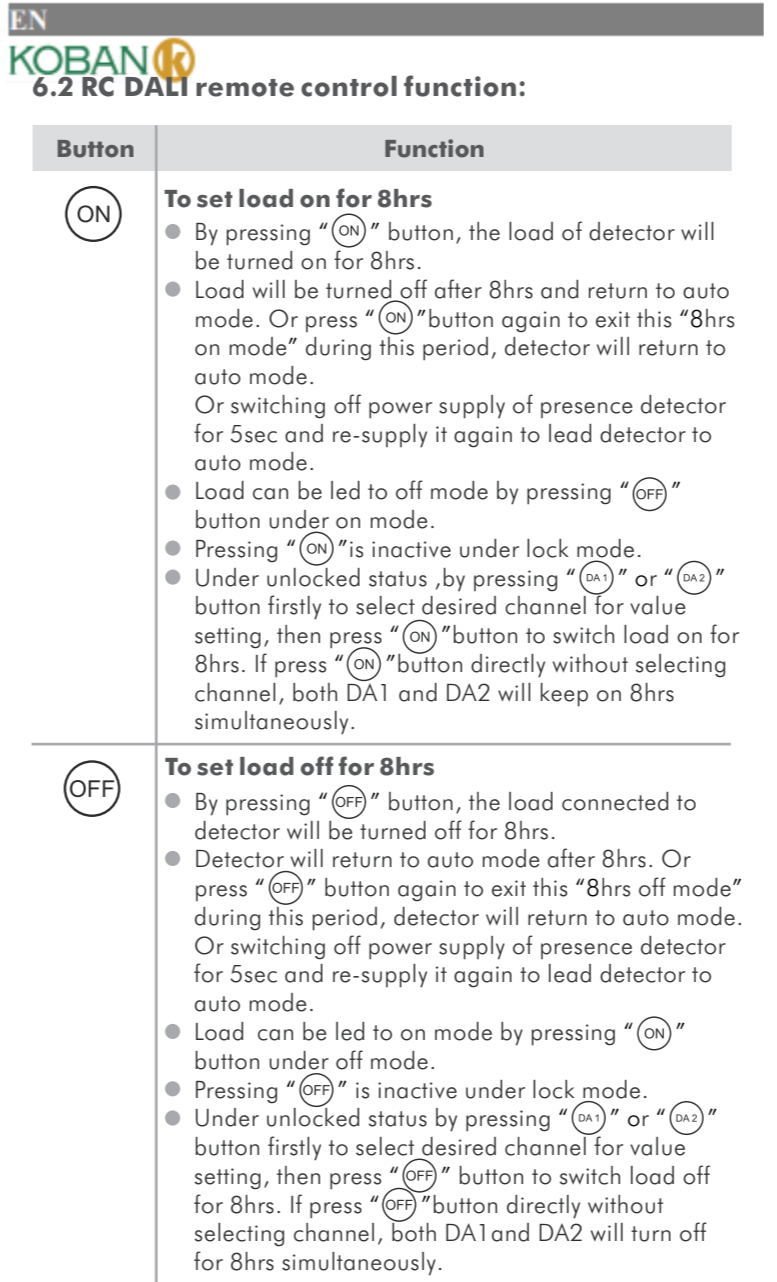 EN
KOBAN k
6.2 RC DALI remote control function:
Button Function
ON
To set load on for 8hrs
● By pressing “ON” button, the load of detector will
be turned on for 8hrs.
● Load will be turned off after 8hrs and return to auto
mode. Or press “ON”button again to exit this “8hrs
on mode” during this period, detector will return to
auto mode.
Or switching off power supply of presence detector
for 5sec and re-supply it again to lead detector to
auto mode.
● Load can be led to off mode by pressing “OFF”
button under on mode.
● Pressing “ON”is inactive under lock mode.
● Under unlocked status ,by pressing “DA1” or “DA2”
button firstly to select desired channel for value
setting, then press “ON”button to switch load on for
8hrs. If press “ON”button directly without selecting
channel, both DA1 and DA2 will keep on 8hrs
simultaneously.
OFF
To set load off for 8hrs
● By pressing “OFF” button, the load connected to
detector will be turned off for 8hrs.
● Detector will return to auto mode after 8hrs. Or
press “OFF” button again to exit this “8hrs off mode”
during this period, detector will return to auto mode.
Or switching off power supply of presence detector
for 5sec and re-supply it again to lead detector to
auto mode.
● Load can be led to on mode by pressing “ON”
button under off mode.
● Pressing “OFF” is inactive under lock mode.
● Under unlocked status by pressing “DA1” or “DA2”
button firstly to select desired channel for value
setting, then press “OFF” button to switch load off
for 8hrs. If press “OFF”button directly without
selecting channel, both DA1and DA2 will turn off
for 8hrs simultaneously.